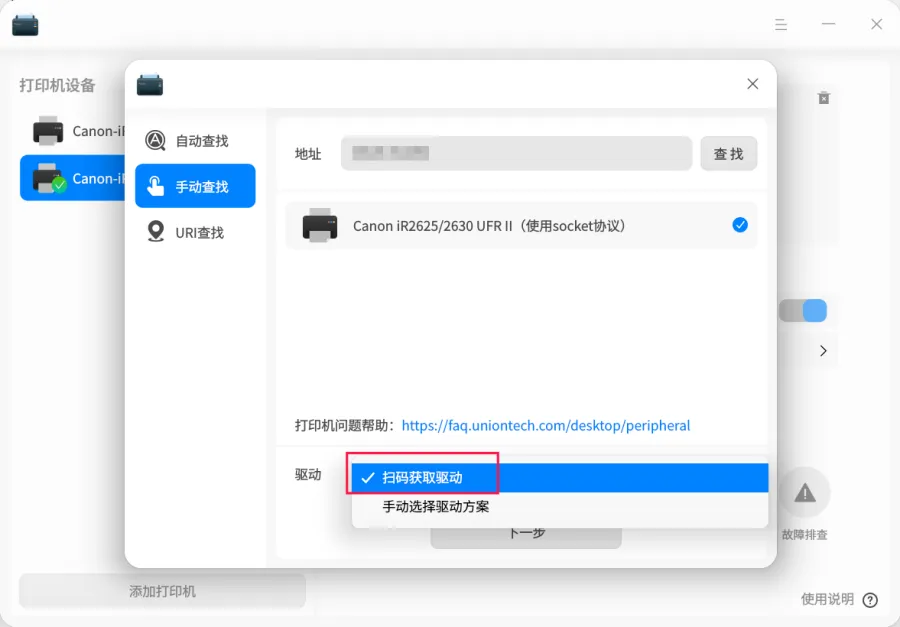 打印机设备
Canon-iI
Canon-iI
添加打印机
自动查找
手动查找
URI查找
地址
查找
Canon iR2625/2630 UFR II（使用socket协议）
打印机问题帮助：https://faq.uniontech.com/desktop/peripheral
驱动
扫码获取驱动
手动选择驱动方案
下一步
故障排查
使用说明